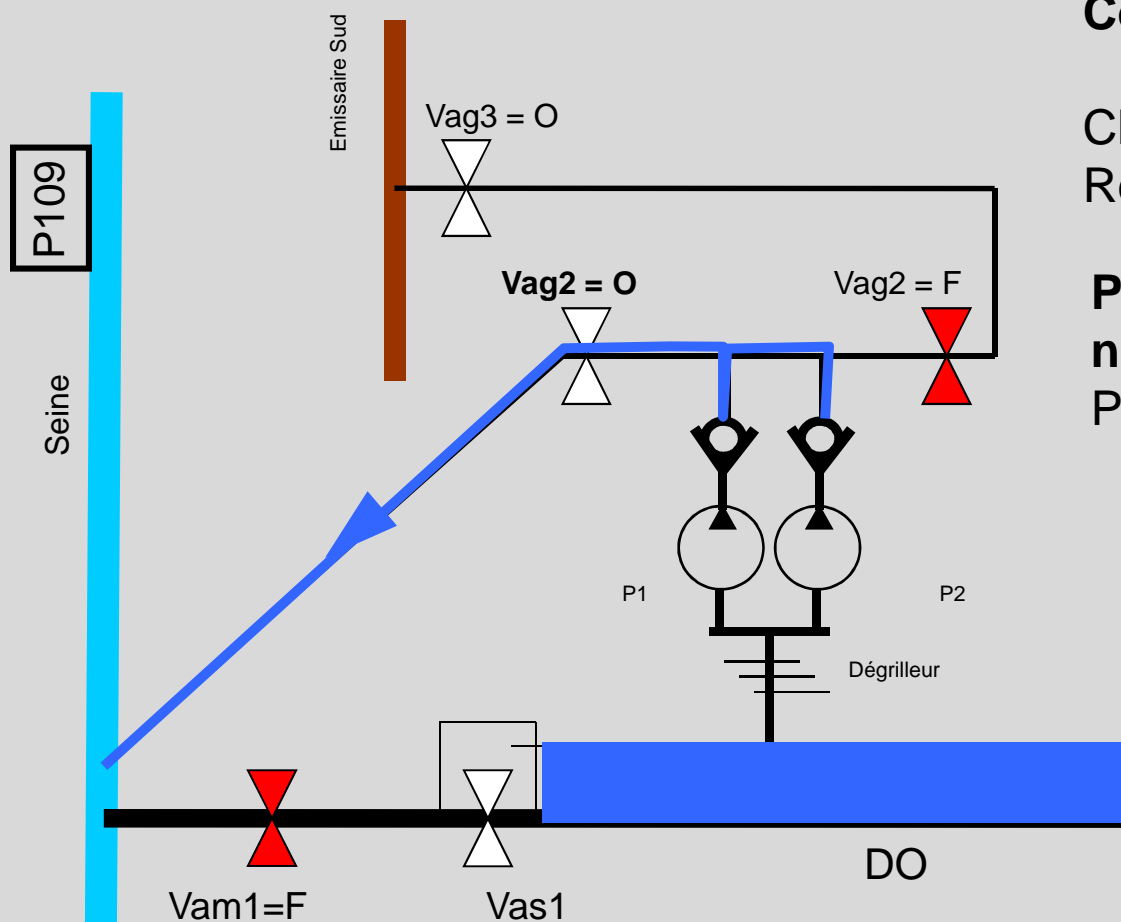 Emissaire Sud
Vag3 = O
P109
Vag2 = O
Vag2 = F
Seine
P1
P2
Dégrilleur
DO
Vam1=F
Vas1